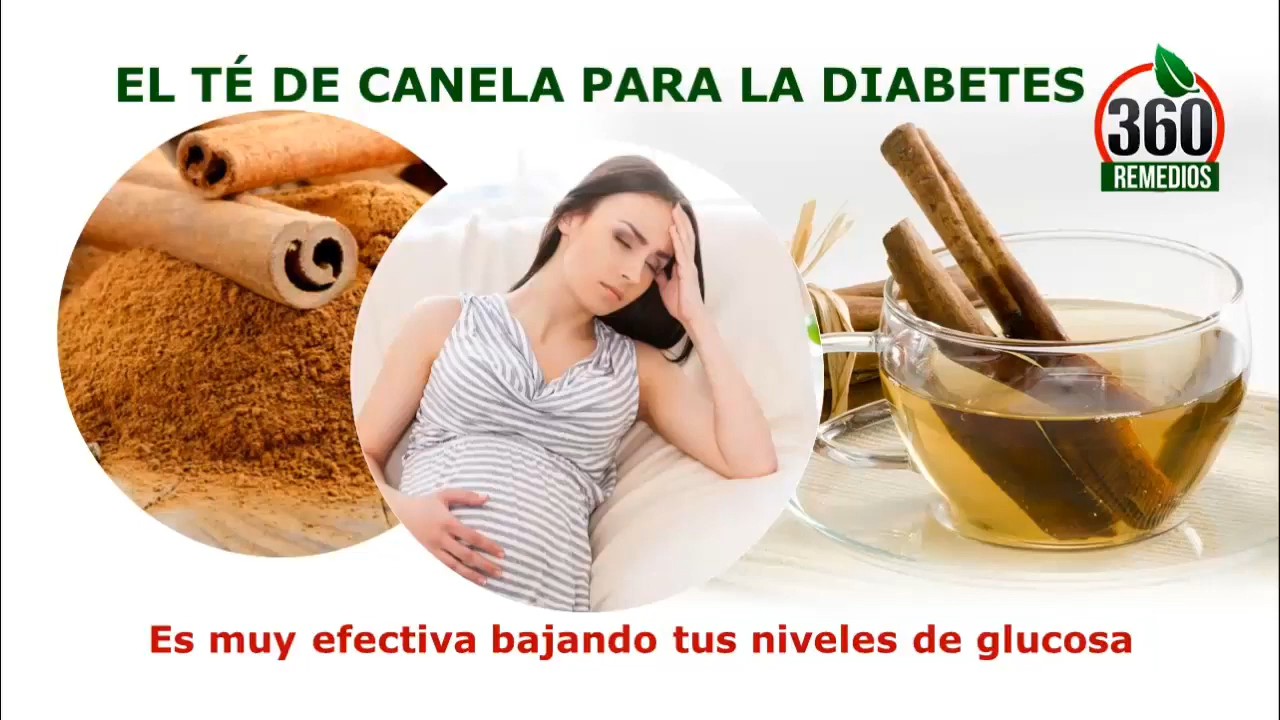 EL TÉ DE CANELA PARA LA DIABETES
360
REMEDIOS
Es muy efectiva bajando tus niveles de glucosa